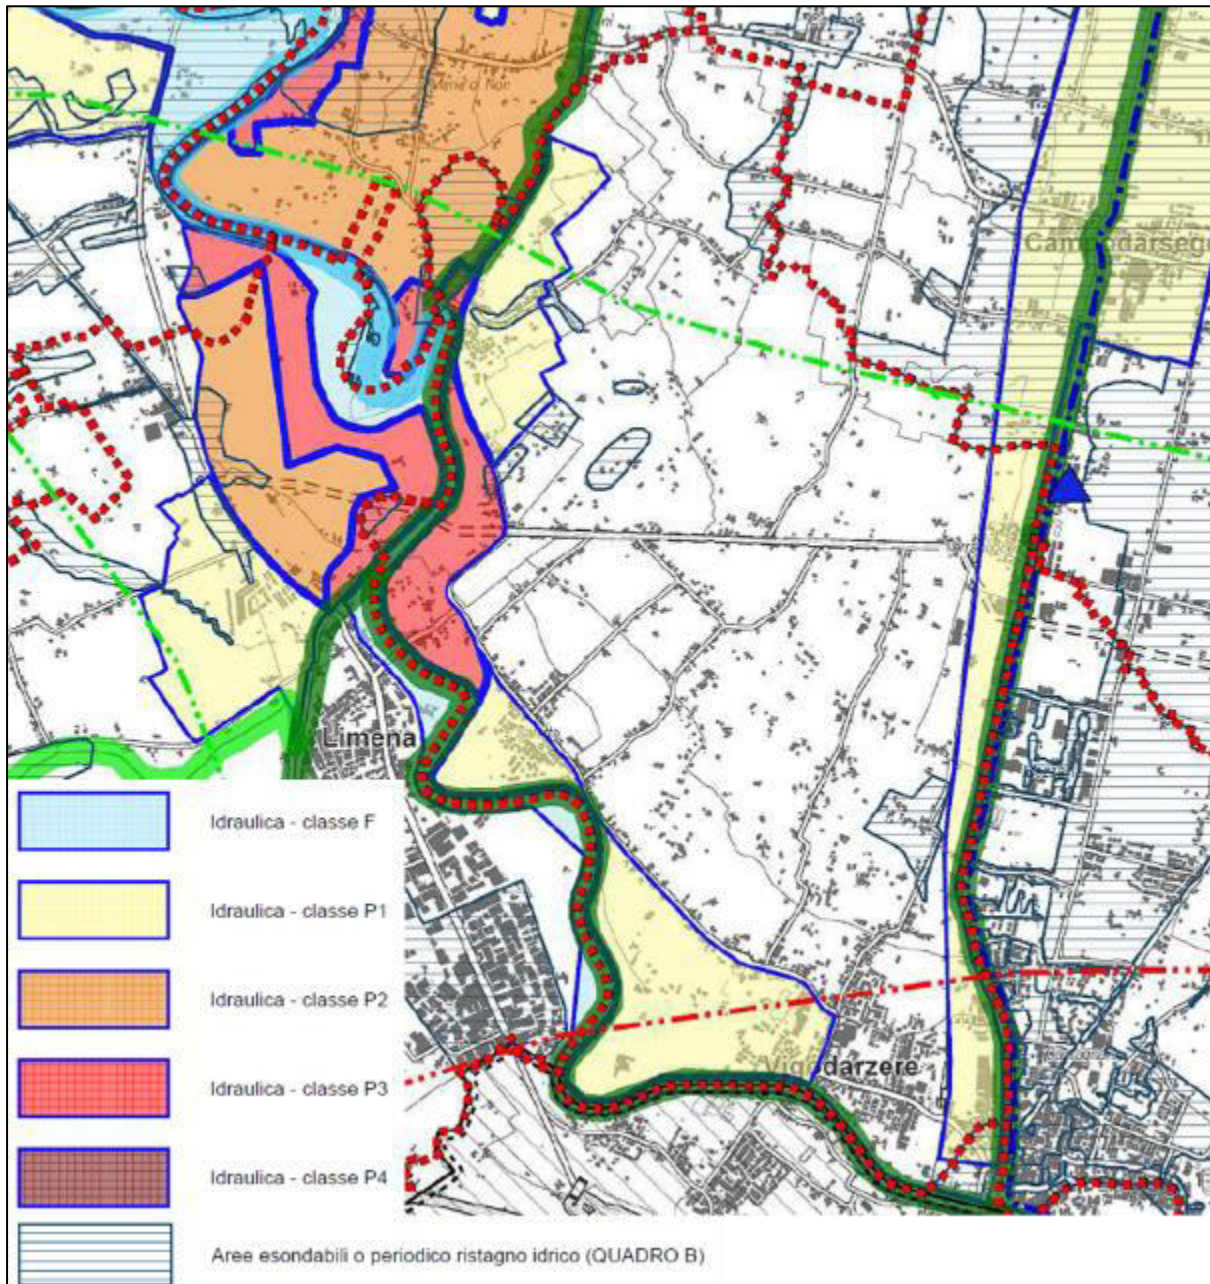 Campodarsego
Limena
Idraulica - classe F
Idraulica - classe P1
Idraulica - classe P2
Idraulica - classe P3
Idraulica - classe P4
Vigodarzere
Aree esondabili o periodico ristagno idrico (QUADRO B)